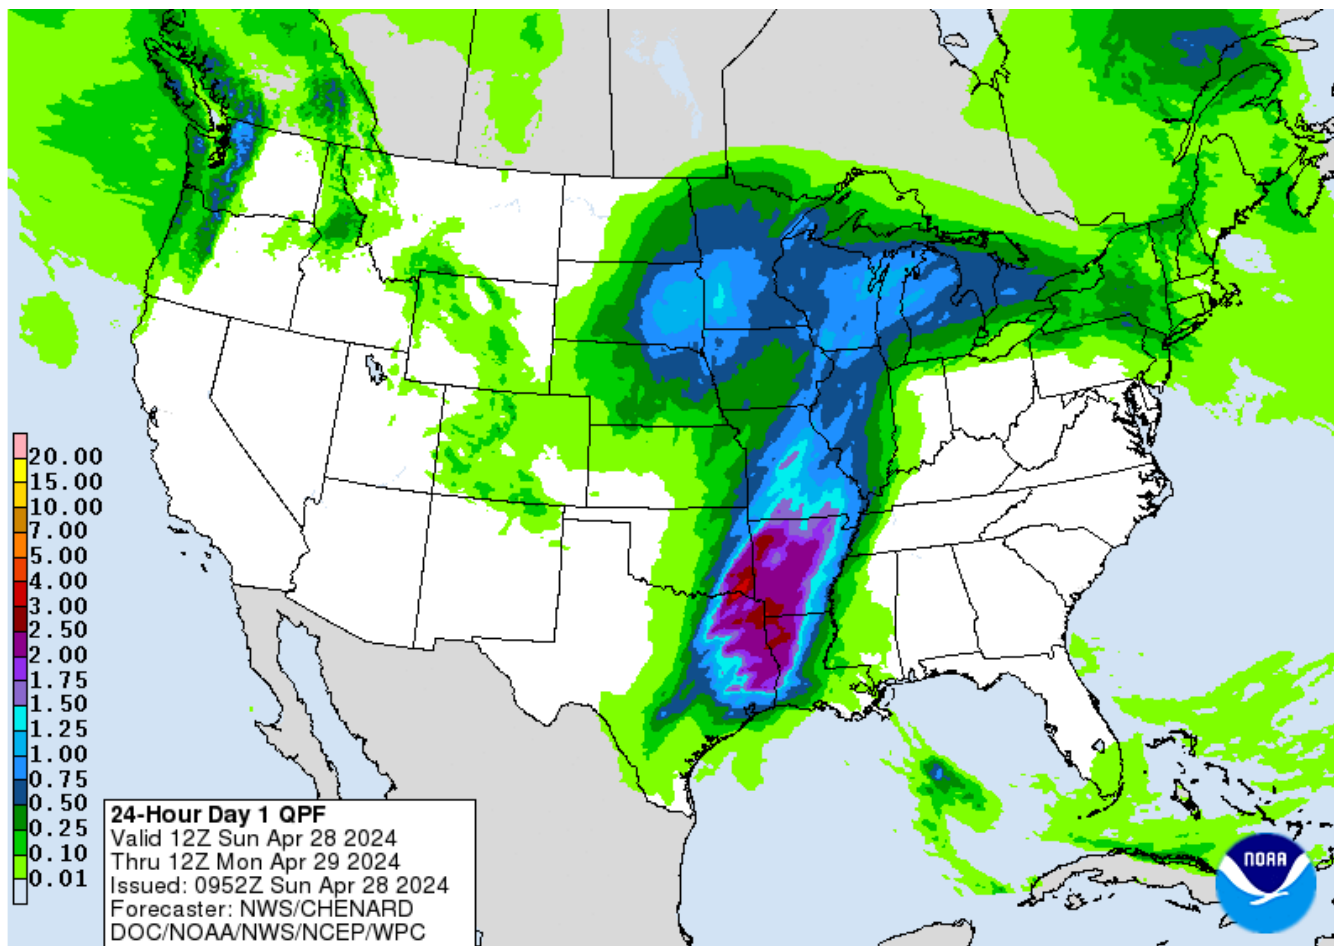 20.00
15.00
10.00
7.00
5.00
4.00
3.00
2.50
2.00
1.75
1.50
1.25
1.00
0.75
0.50
0.25
0.10
0.01
24-Hour Day 1 QPF
Valid 12Z Sun Apr 28 2024
Thru 12Z Mon Apr 29 2024
Issued: 0952Z Sun Apr 28 2024
Forecaster: NWS/CHENARD
DOC/NOAA/NWS/NCEP/WPC
NOAA